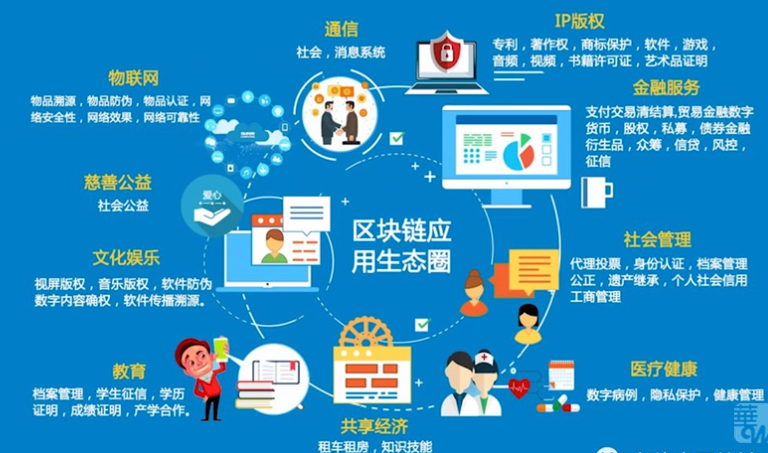 通信
社会，消息系统
IP版权
专利，著作权，商标保护，软件，游戏，
音频，视频，书籍许可证，艺术品证明
物联网
物品溯源，物品防伪，物品认证，网
络安全性，网络效果，网络可靠性
金融服务
支付交易清结算,贸易金融数字
货币，股权，私募，债券金融
衍生品，众筹，信贷，风控，
征信
慈善公益
社会公益
爱心
区块链应
用生态圈
文化娱乐
视屏版权，音乐版权，软件防伪
数字内容确权，软件传播溯源。
社会管理
代理投票，身份认证，档案管理
公正，遗产继承，个人社会信用
工商管理
教育
档案管理，学生征信，学历
证明，成绩证明，产学合作。
医疗健康
数字病例，隐私保护，健康管理
共享经济
租车租房，知识技能